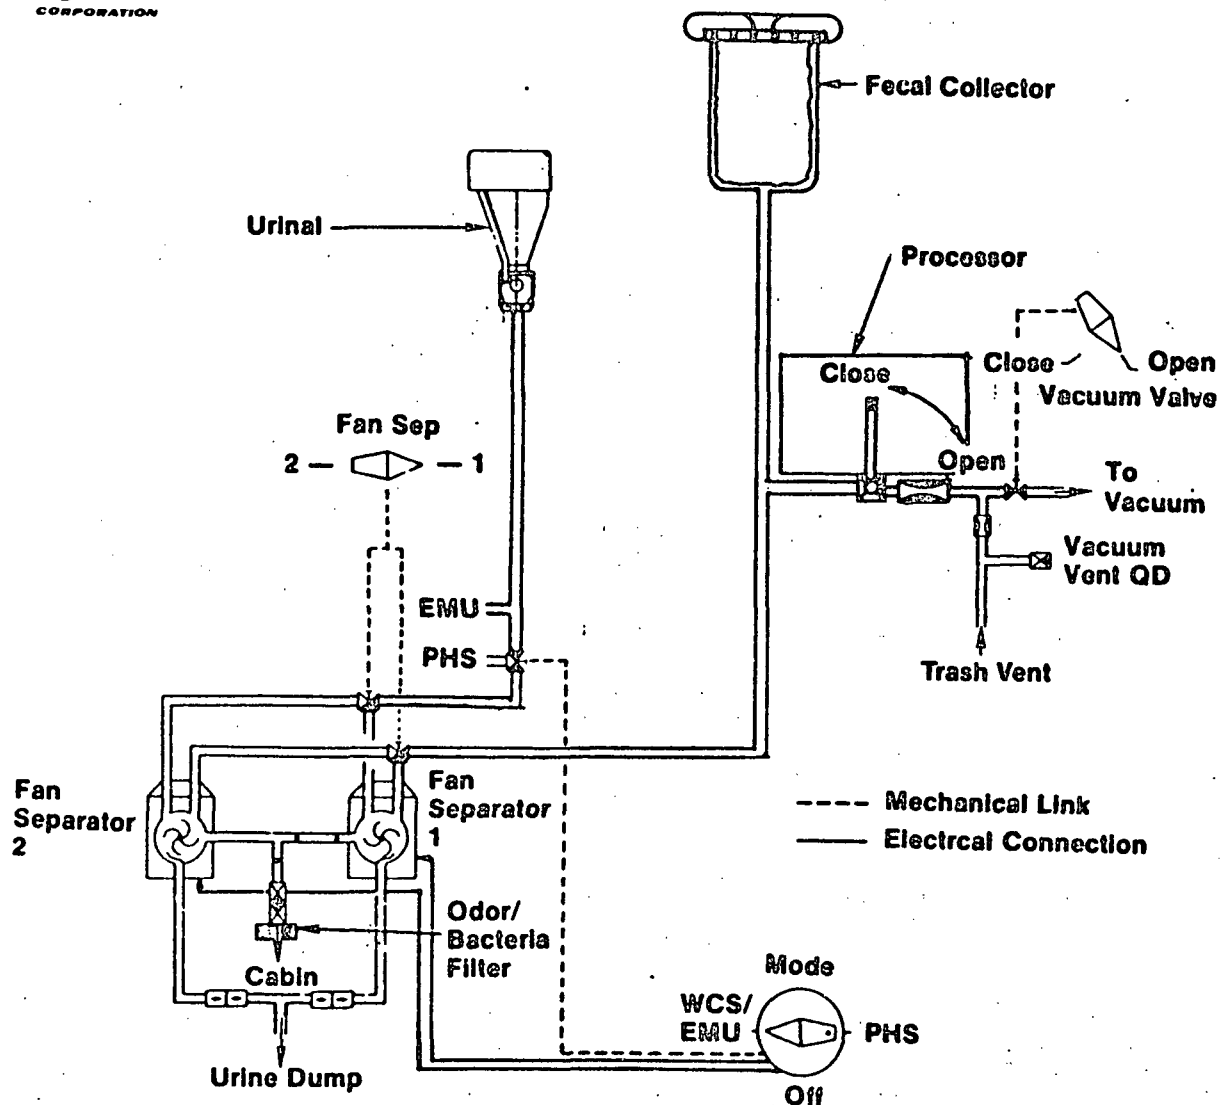 CORPORATION
Fecal Collector
Urinal
Processor
Close
Open
Close
Open
Vacuum Valve
Fan Sep
2
1
To
Vacuum
Vacuum
Vent QD
EMU
PHS
Trash Vent
Fan
Separator
2
Fan
Separator
1
Mechanical Link
Electrcal Connection
Odor/
Bacteria
Filter
Cabin
Mode
WCS/
EMU
PHS
Off
Urine Dump